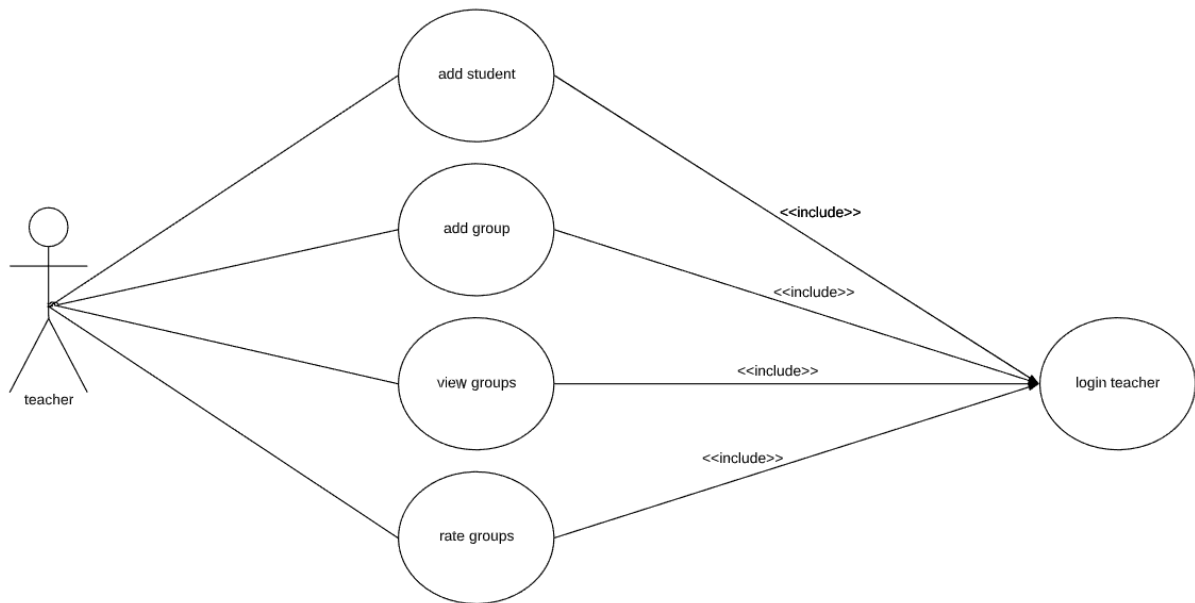 add student
<<include>>
add group
<<include>>
teacher
view groups
<<include>>
login teacher
<<include>>
rate groups